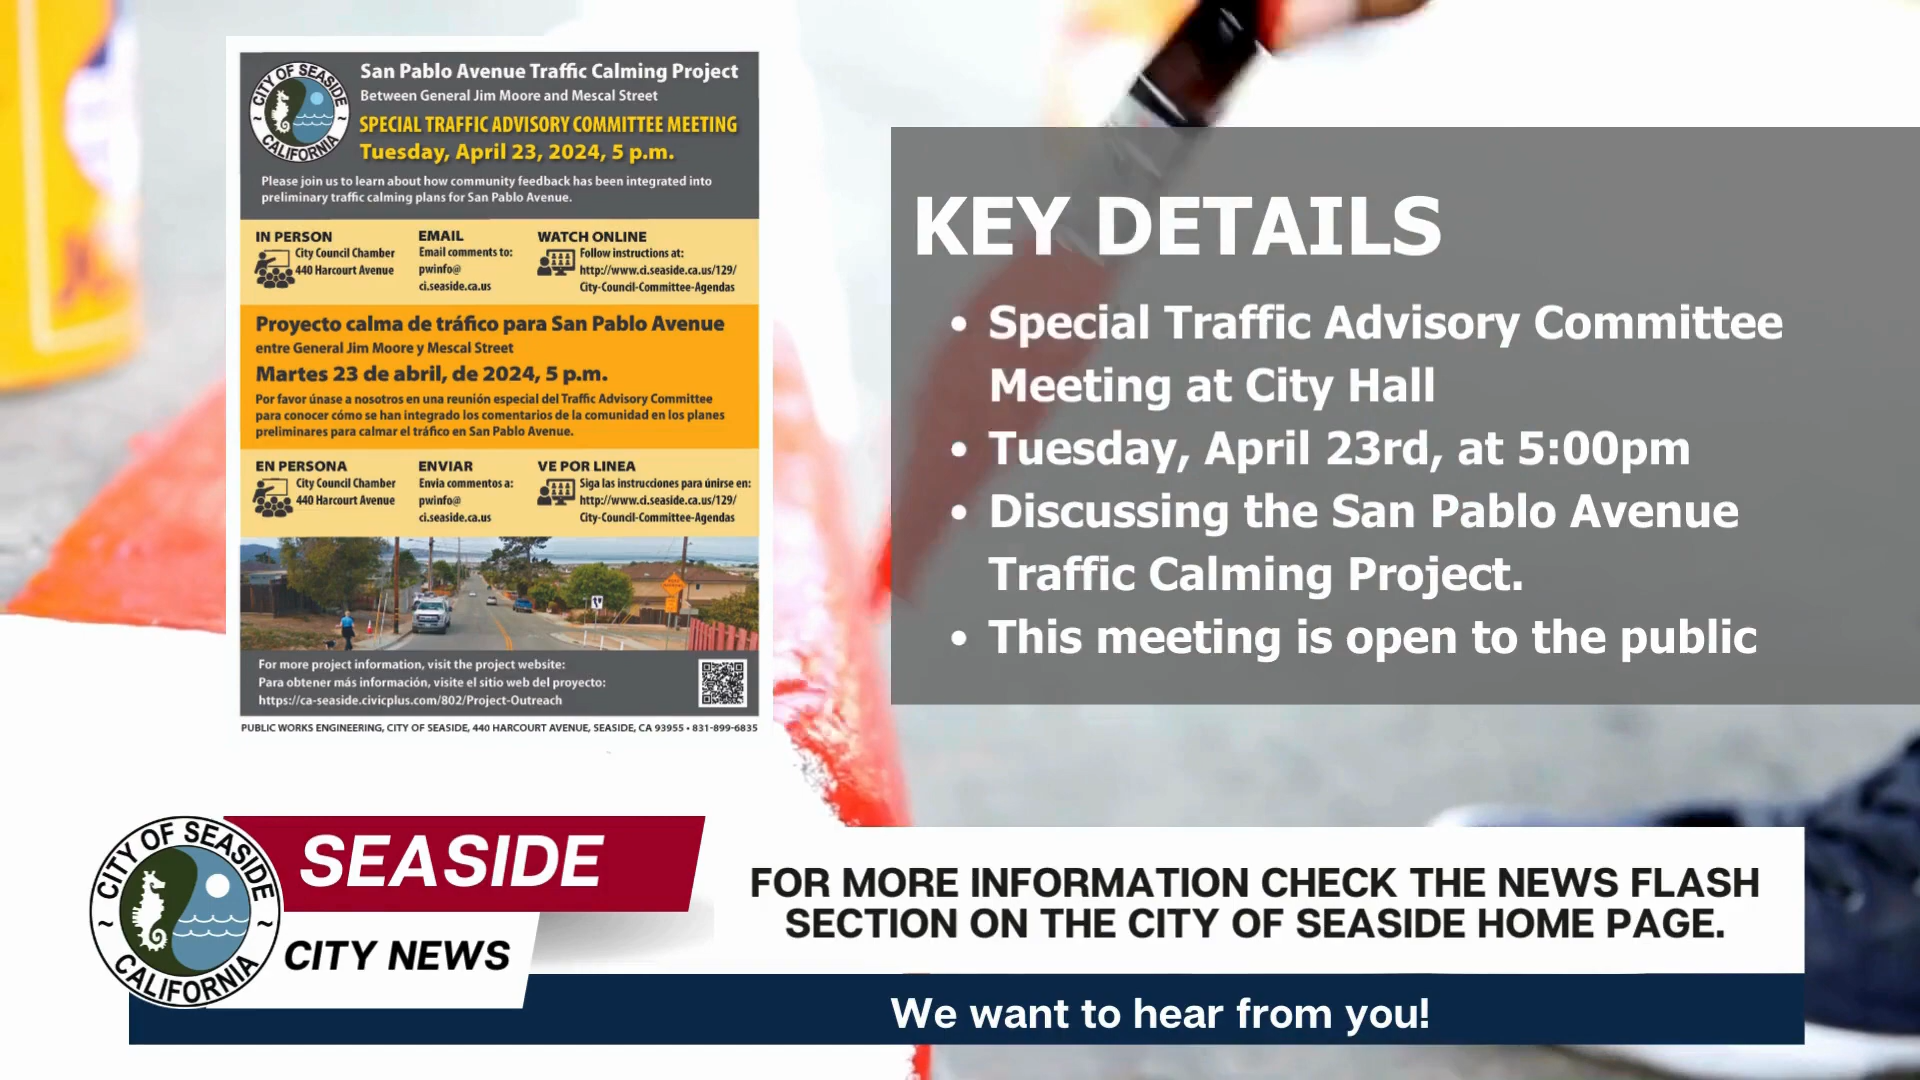 CITY OF SEASIDE
~ CALIFORNIA ~
San Pablo Avenue Traffic Calming Project
Between General Jim Moore and Mescal Street
SPECIAL TRAFFIC ADVISORY COMMITTEE MEETING
Tuesday, April 23, 2024, 5 p.m.
Please join us to learn about how community feedback has been integrated into
preliminary traffic calming plans for San Pablo Avenue.
IN PERSON
City Council Chamber
440 Harcourt Avenue
EMAIL
Email comments to:
pwinfo@
ci.seaside.ca.us
WATCH ONLINE
Follow instructions at:
http://www.ci.seaside.ca.us/129/
City-Council-Committee-Agendas
Proyecto calma de tráfico para San Pablo Avenue
entre General Jim Moore y Mescal Street
Martes 23 de abril, de 2024, 5 p.m.
Por favor únase a nosotros en una reunión especial del Traffic Advisory Committee
para conocer cómo se han integrado los comentarios de la comunidad en los planes
preliminares para calmar el tráfico en San Pablo Avenue.
EN PERSONA
City Council Chamber
440 Harcourt Avenue
ENVIAR
Envia commentos a:
pwinfo@
ci.seaside.ca.us
VE POR LINEA
Siga las instrucciones para únirse en:
http://www.ci.seaside.ca.us/129/
City-Council-Committee-Agendas
For more project information, visit the project website:
Para obtener más información, visite el sitio web del proyecto:
https://ca-seaside.civicplus.com/802/Project-Outreach
PUBLIC WORKS ENGINEERING, CITY OF SEASIDE, 440 HARCOURT AVENUE, SEASIDE, CA 93955 • 831-899-6835
KEY DETAILS
• Special Traffic Advisory Committee
Meeting at City Hall
• Tuesday, April 23rd, at 5:00pm
• Discussing the San Pablo Avenue
Traffic Calming Project.
• This meeting is open to the public
CITY OF SEASIDE
~ CALIFORNIA ~
SEASIDE
CITY NEWS
FOR MORE INFORMATION CHECK THE NEWS FLASH
SECTION ON THE CITY OF SEASIDE HOME PAGE.
We want to hear from you!